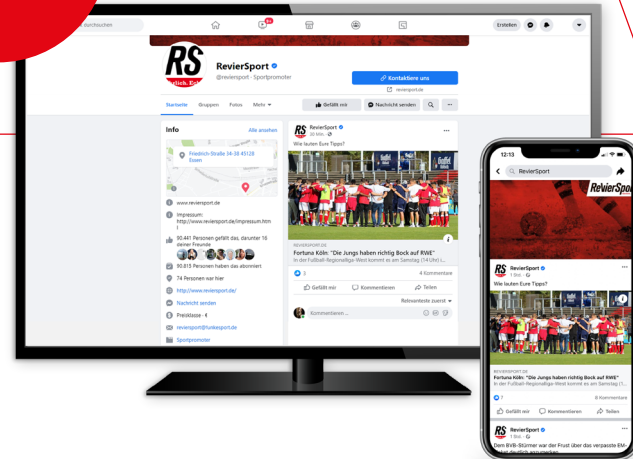 durchsuchen
9+
Erstellen
RS
RevierSport
@reviersport · Sportpromoter
Kontaktiere uns
reviersport.de
Startseite Gruppen Fotos Mehr
Gefällt mir
Nachricht senden
Info
Alle ansehen
Friedrich-Straße 34-38 45128
Essen
www.reviersport.de
Impressum:
http://www.reviersport.de/impressum.htm
l
90.441 Personen gefällt das, darunter 16
deiner Freunde
90.815 Personen haben das abonniert
74 Personen war hier
http://www.reviersport.de/
Nachricht senden
Preisklasse · €
reviersport@funkesport.de
Sportpromoter
RS
RevierSport
30 Min.
Wie lauten Eure Tipps?
REVIERSPORT.DE
Fortuna Köln: "Die Jungs haben richtig Bock auf RWE"
In der Fußball-Regionalliga-West kommt es am Samstag (14 Uhr) i...
3
4 Kommentare
Gefällt mir Kommentieren Teilen
Relevanteste zuerst
Kommentieren ...
12:13
RevierSport
RevierSpo
RS
RevierSport
1 Std.
Wie lauten Eure Tipps?
REVIERSPORT.DE
Fortuna Köln: "Die Jungs haben richtig Bock auf RWE"
In der Fußball-Regionalliga-West kommt es am Samstag (1...
7
8 Kommentare
Gefällt mir Kommentieren Teilen
RS
RevierSport
1 Std.
Dem BVB-Stürmer war der Frust über das verpasste EM-